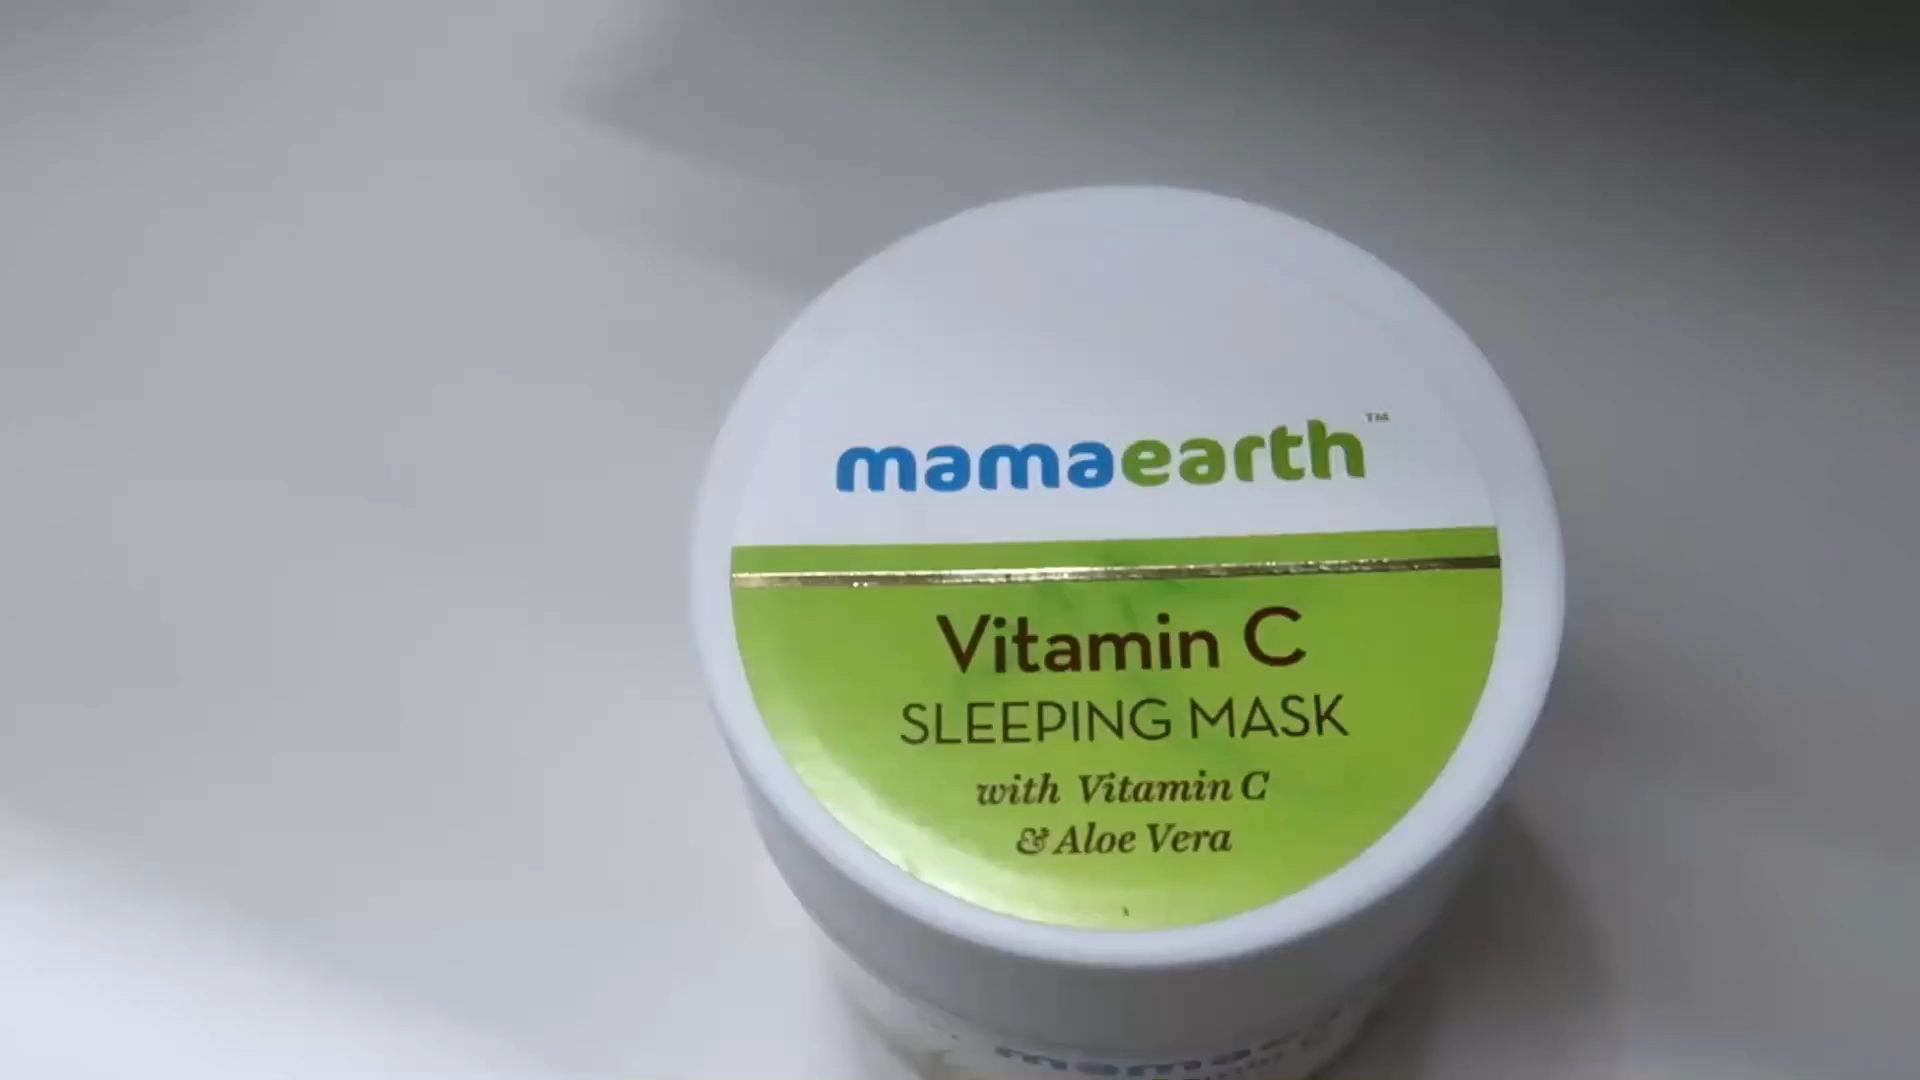 mamaearth™
Vitamin C
SLEEPING MASK
with Vitamin C
& Aloe Vera